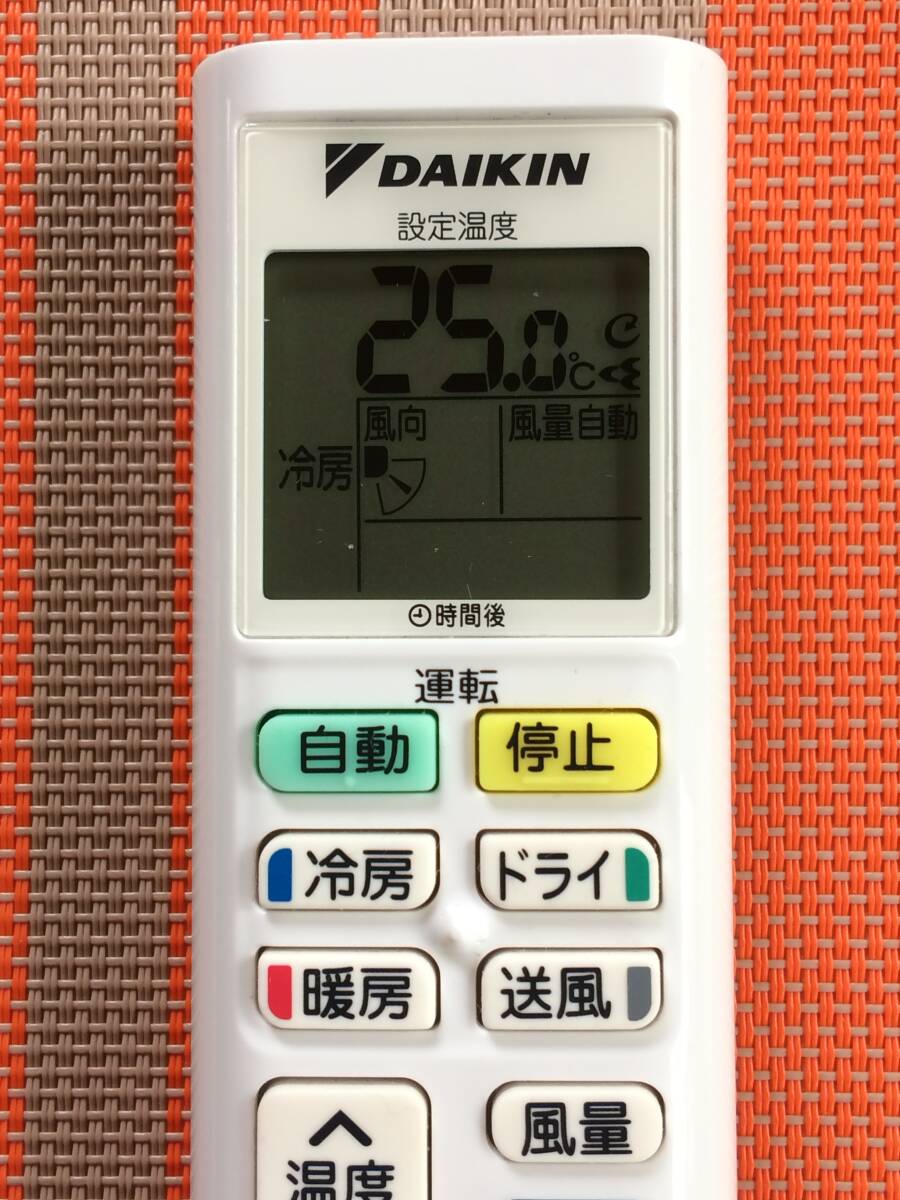 DAIKIN
設定温度
25.0℃
風向 風量自動
冷房
時間後
運転
自動 停止
冷房 ドライ
暖房 送風
風量
温度